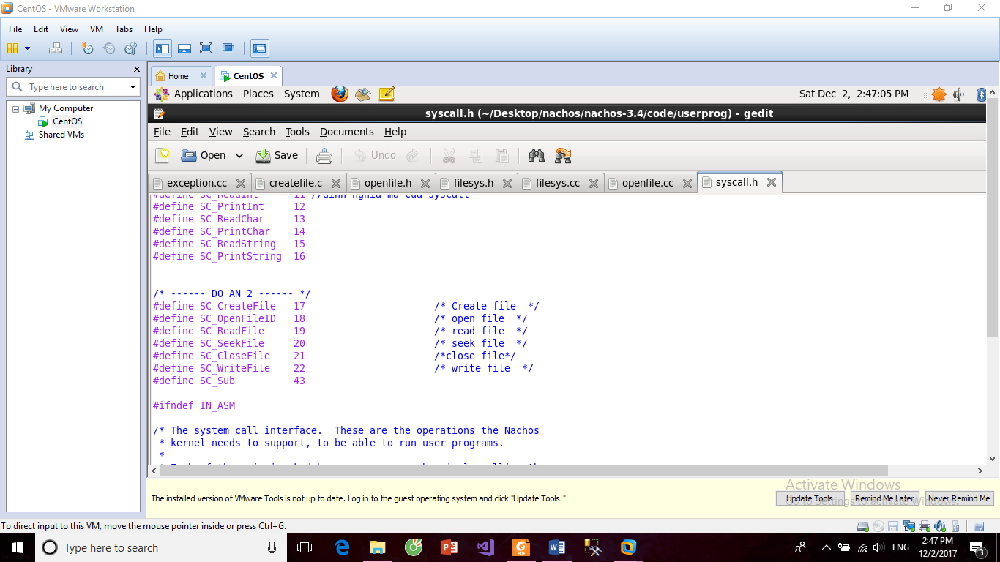 CentOS - VMware Workstation
File Edit View VM Tabs Help
Library
Type here to search
My Computer
CentOS
Shared VMs
Home
CentOS
Applications Places System
Sat Dec 2, 2:47:05 PM
syscall.h (~/Desktop/nachos/nachos-3.4/code/userprog) - gedit
File Edit View Search Tools Documents Help
Open Save Undo
exception.cc createfile.c openfile.h filesys.h filesys.cc openfile.cc syscall.h
#define SC_ReadInt 11 //dinh nghia ma cua syscall
#define SC_PrintInt 12
#define SC_ReadChar 13
#define SC_PrintChar 14
#define SC_ReadString 15
#define SC_PrintString 16
/* ------ DO AN 2 ------ */
#define SC_CreateFile 17 /* Create file */
#define SC_OpenFileID 18 /* open file */
#define SC_ReadFile 19 /* read file */
#define SC_SeekFile 20 /* seek file */
#define SC_CloseFile 21 /*close file*/
#define SC_WriteFile 22 /* write file */
#define SC_Sub 43
#ifndef IN_ASM
/* The system call interface. These are the operations the Nachos
* kernel needs to support, to be able to run user programs.
*
The installed version of VMware Tools is not up to date. Log in to the guest operating system and click "Update Tools."
Update Tools Remind Me Later Never Remind Me
Activate Windows
Go to Settings to activate Windows.
To direct input to this VM, move the mouse pointer inside or press Ctrl+G.
Type here to search
ENG
2:47 PM
12/2/2017
3